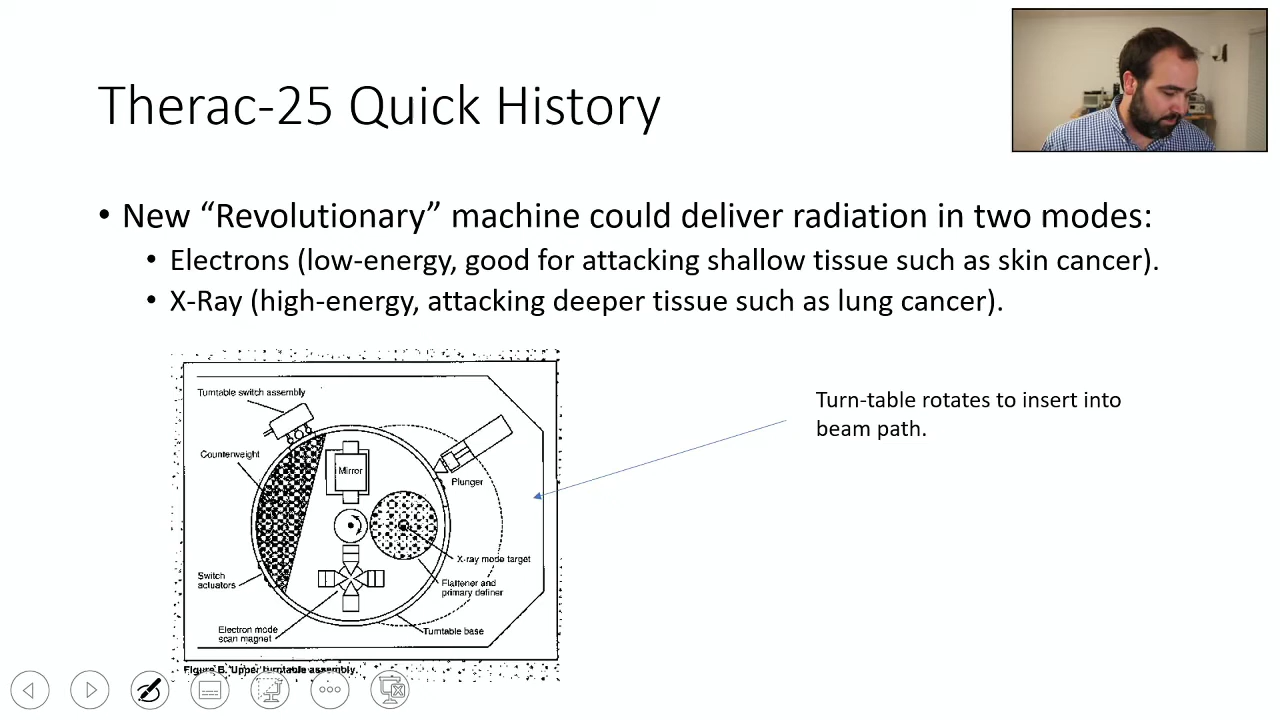 Therac-25 Quick History
• New “Revolutionary” machine could deliver radiation in two modes:
• Electrons (low-energy, good for attacking shallow tissue such as skin cancer).
• X-Ray (high-energy, attacking deeper tissue such as lung cancer).
Turntable switch assembly
Counterweight
Mirror
Plunger
X-ray mode target
Switch
actuators
Flattener and
primary definer
Electron mode
scan magnet
Turntable base
Figure B. Upper turntable assembly
Turn-table rotates to insert into
beam path.